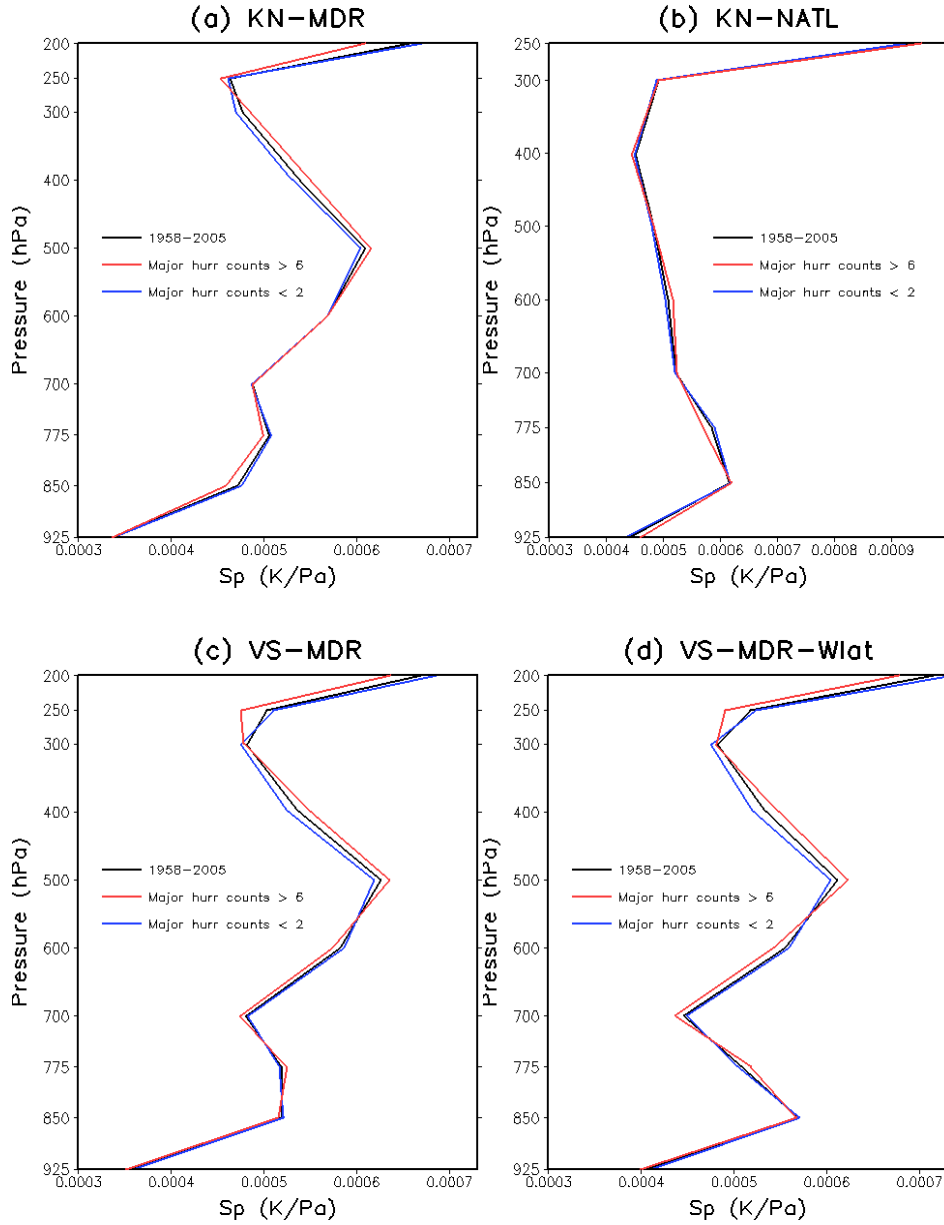 (a) KN-MDR
200
250
300
400
500
600
700
775
850
925
Pressure (hPa)
1958-2005
Major hurr counts > 6
Major hurr counts < 2
0.0003 0.0004 0.0005 0.0006 0.0007
Sp (K/Pa)
(b) KN-NATL
250
300
400
500
600
700
775
850
925
Pressure (hPa)
1958-2005
Major hurr counts > 6
Major hurr counts < 2
0.0003 0.0004 0.0005 0.0006 0.0007 0.0008 0.0009
Sp (K/Pa)
(c) VS-MDR
200
250
300
400
500
600
700
775
850
925
Pressure (hPa)
1958-2005
Major hurr counts > 6
Major hurr counts < 2
0.0003 0.0004 0.0005 0.0006 0.0007
Sp (K/Pa)
(d) VS-MDR-Wlat
200
250
300
400
500
600
700
775
850
925
Pressure (hPa)
1958-2005
Major hurr counts > 6
Major hurr counts < 2
0.0003 0.0004 0.0005 0.0006 0.0007
Sp (K/Pa)